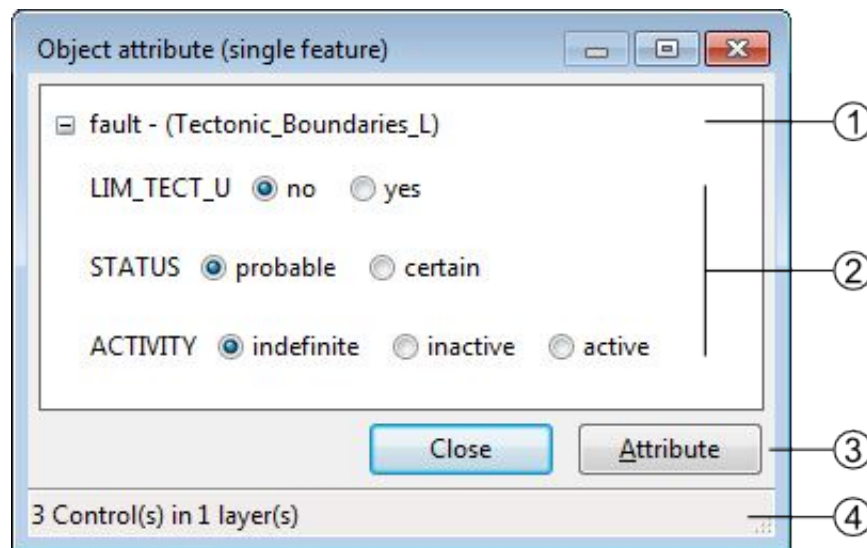 Object attribute (single feature)
fault - (Tectonic_Boundaries_L)
1
LIM_TECT_U no yes
STATUS probable certain
2
ACTIVITY indefinite inactive active
Close Attribute
3
3 Control(s) in 1 layer(s)
4